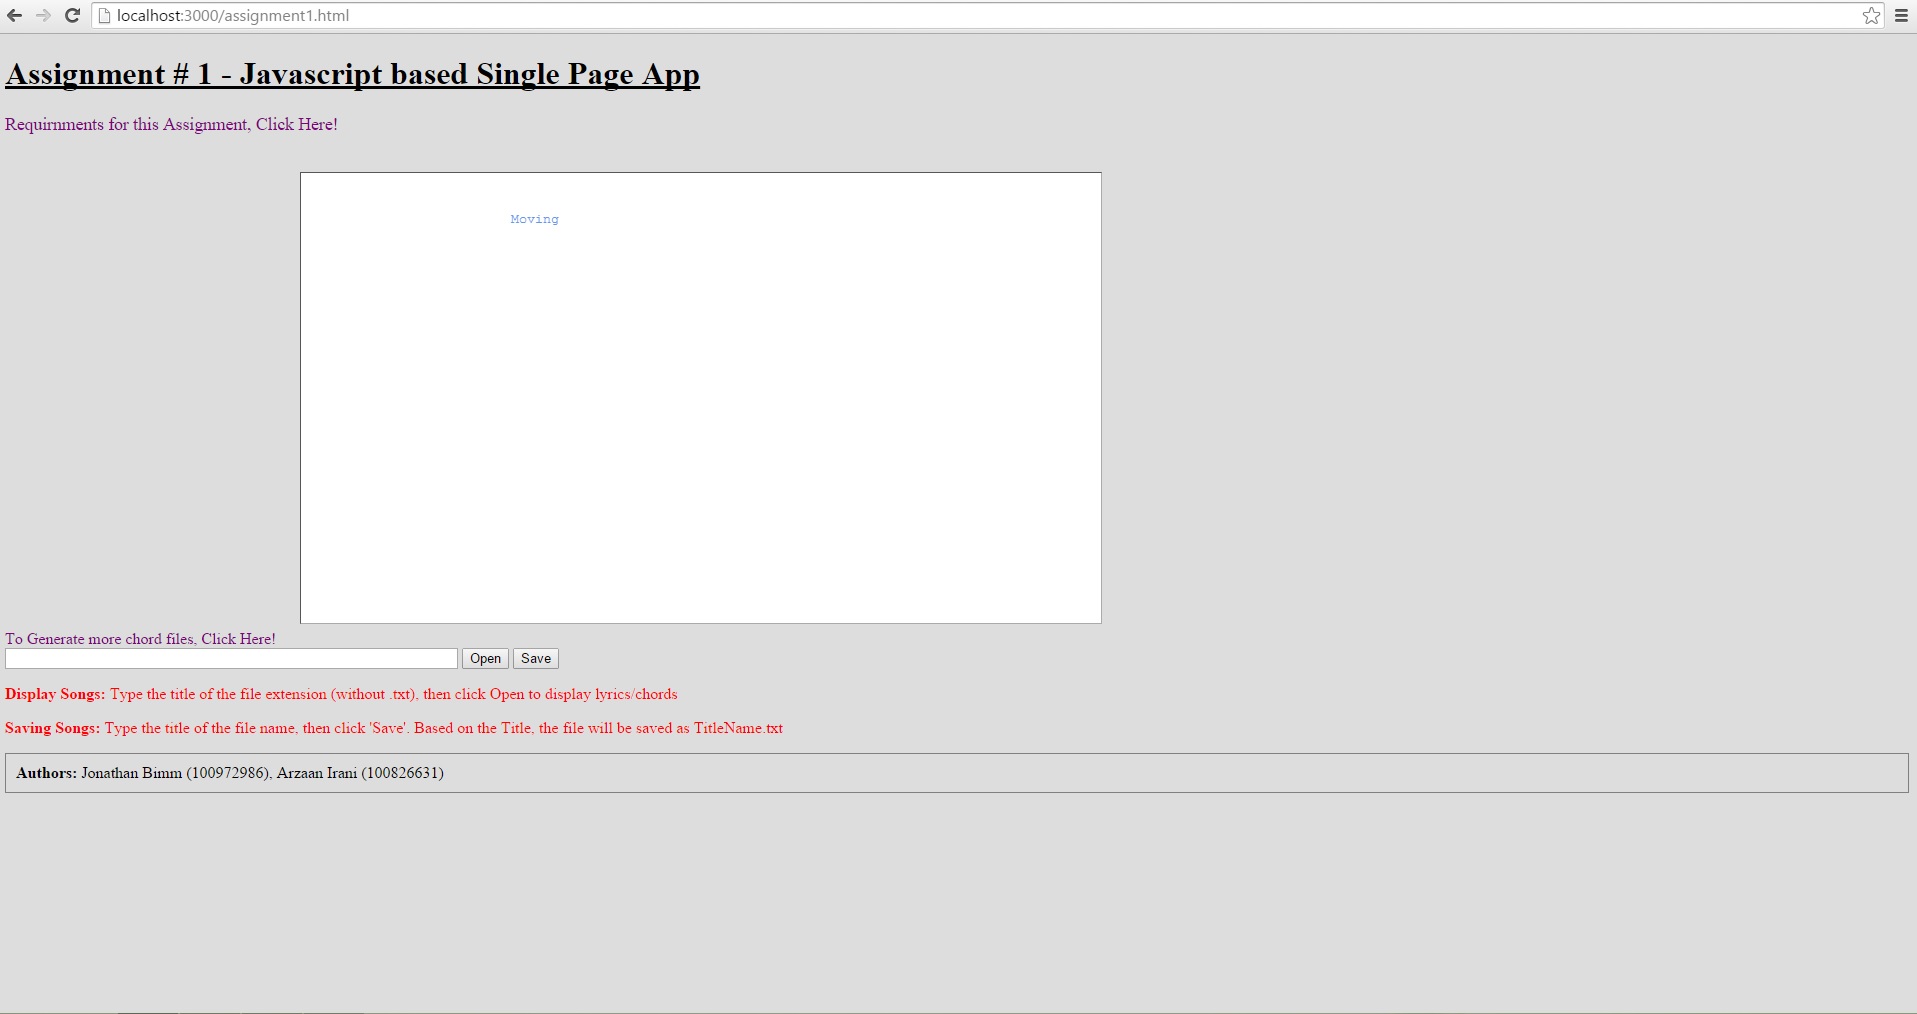 localhost:3000/assignment1.html
Assignment # 1 - Javascript based Single Page App
Requirnments for this Assignment, Click Here!
Moving
To Generate more chord files, Click Here!
Open Save
Display Songs: Type the title of the file extension (without .txt), then click Open to display lyrics/chords
Saving Songs: Type the title of the file name, then click 'Save'. Based on the Title, the file will be saved as TitleName.txt
Authors: Jonathan Bimm (100972986), Arzaan Irani (100826631)